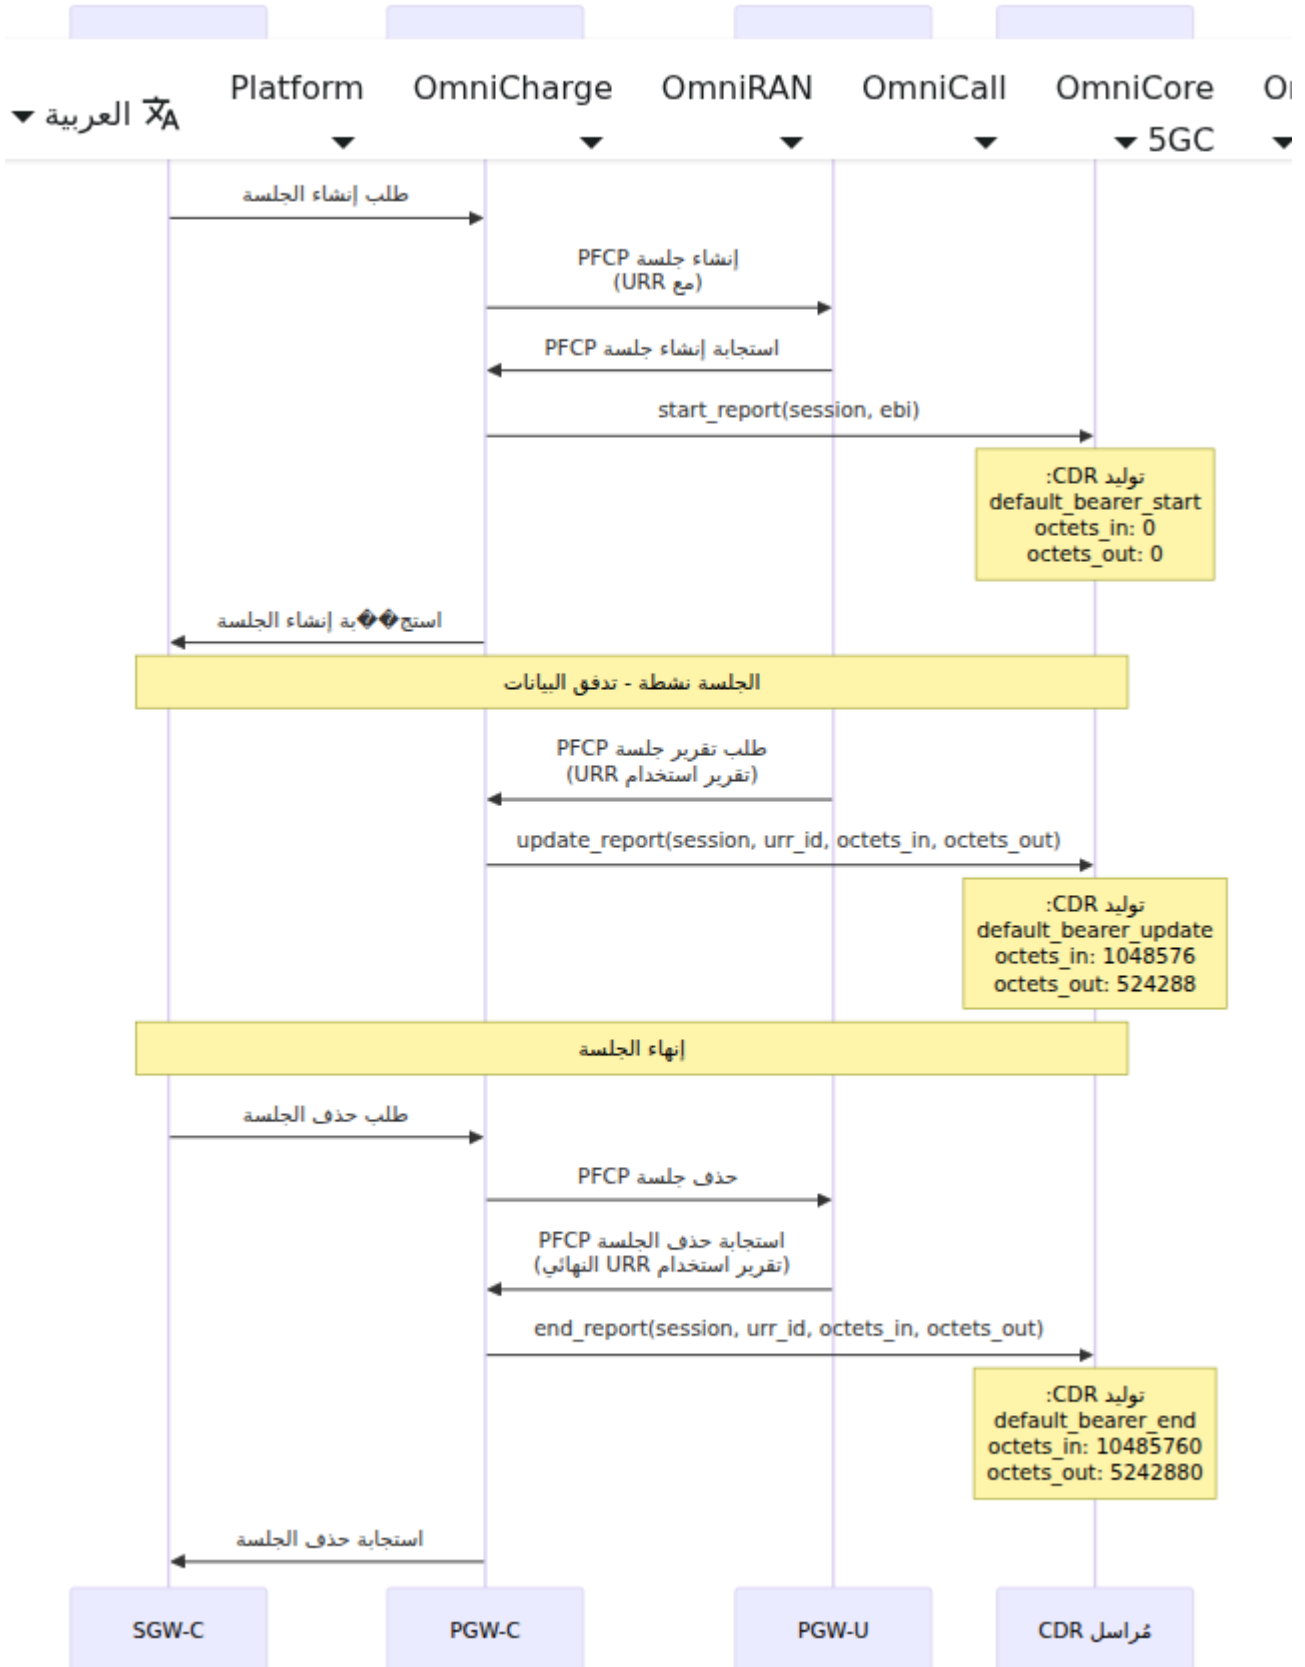 العربية
Platform
OmniCharge
OmniRAN
OmniCall
OmniCore
5GC
طلب إنشاء الجلسة
إنشاء جلسة PFCP
(مع URR)
استجابة إنشاء جلسة PFCP
start_report(session, ebi)
توليد CDR:
default_bearer_start
octets_in: 0
octets_out: 0
استج��بة إنشاء الجلسة
الجلسة نشطة - تدفق البيانات
طلب تقرير جلسة PFCP
(تقرير استخدام URR)
update_report(session, urr_id, octets_in, octets_out)
توليد CDR:
default_bearer_update
octets_in: 1048576
octets_out: 524288
إنهاء الجلسة
طلب حذف الجلسة
حذف جلسة PFCP
استجابة حذف الجلسة PFCP
(تقرير استخدام URR النهائي)
end_report(session, urr_id, octets_in, octets_out)
توليد CDR:
default_bearer_end
octets_in: 10485760
octets_out: 5242880
استجابة حذف الجلسة
SGW-C
PGW-C
PGW-U
مُراسل CDR